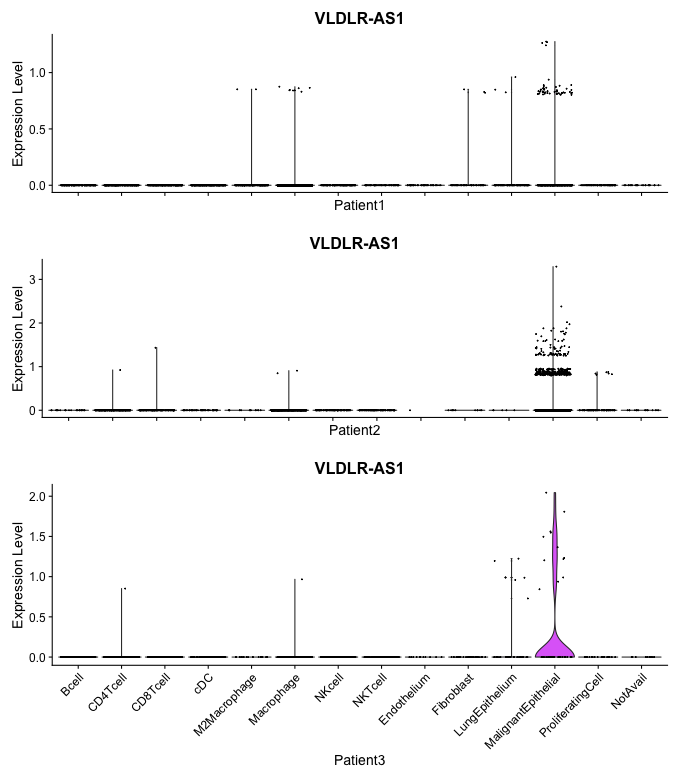 VLDLR-AS1
Expression Level
1.0
0.5
0.0
Patient1
VLDLR-AS1
Expression Level
3
2
1
0
Patient2
VLDLR-AS1
Expression Level
2.0
1.5
1.0
0.5
0.0
Bcell
CD4Tcell
CD8Tcell
cDC
M2Macrophage
Macrophage
NKcell
NKTcell
Endothelium
Fibroblast
LungEpithelium
MalignantEpithelial
ProliferatingCell
NotAvail
Patient3